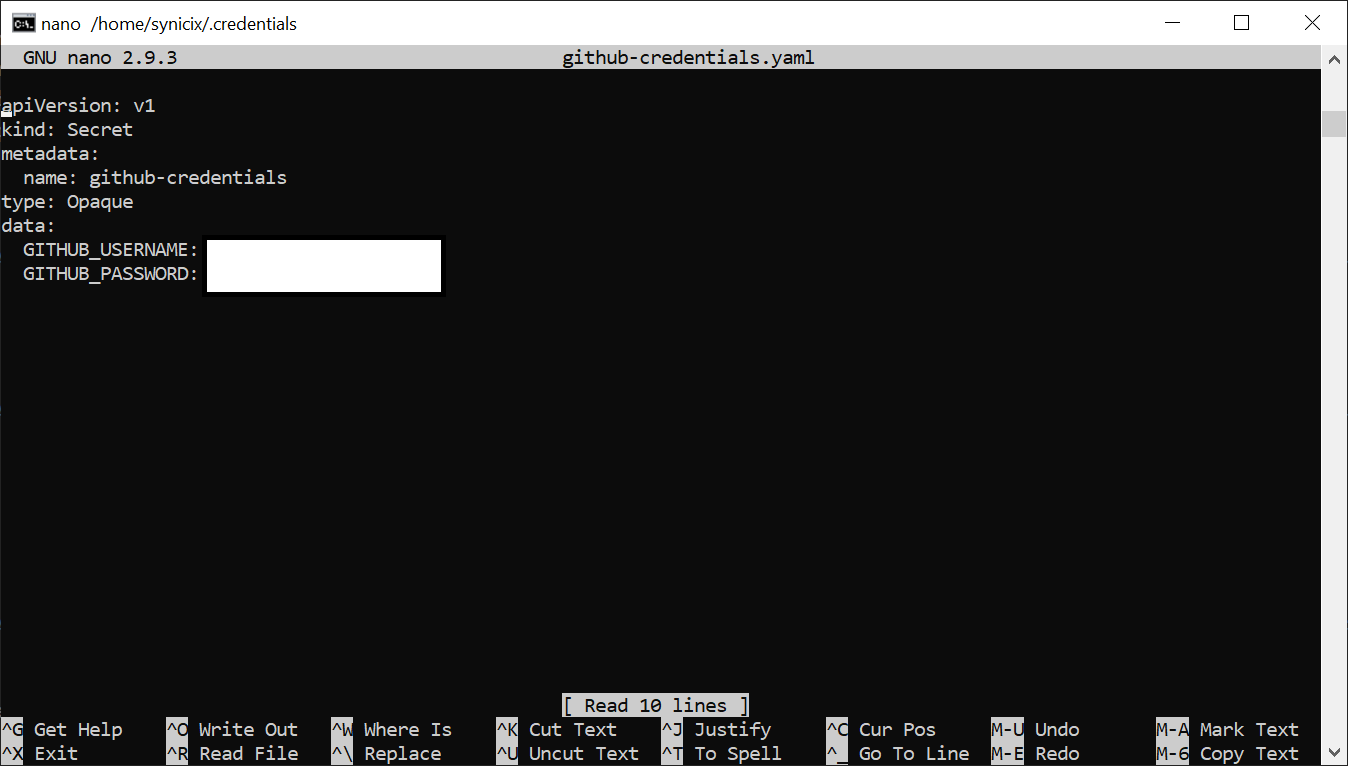 nano  /home/synicix/.credentials
GNU nano 2.9.3                                   github-credentials.yaml
apiVersion: v1
kind: Secret
metadata:
  name: github-credentials
type: Opaque
data:
  GITHUB_USERNAME:
  GITHUB_PASSWORD:
[ Read 10 lines ]
^G Get Help    ^O Write Out   ^W Where Is    ^K Cut Text    ^J Justify     ^C Cur Pos     M-U Undo       M-A Mark Text
^X Exit        ^R Read File   ^\ Replace     ^U Uncut Text  ^T To Spell    ^_ Go To Line  M-E Redo       M-6 Copy Text